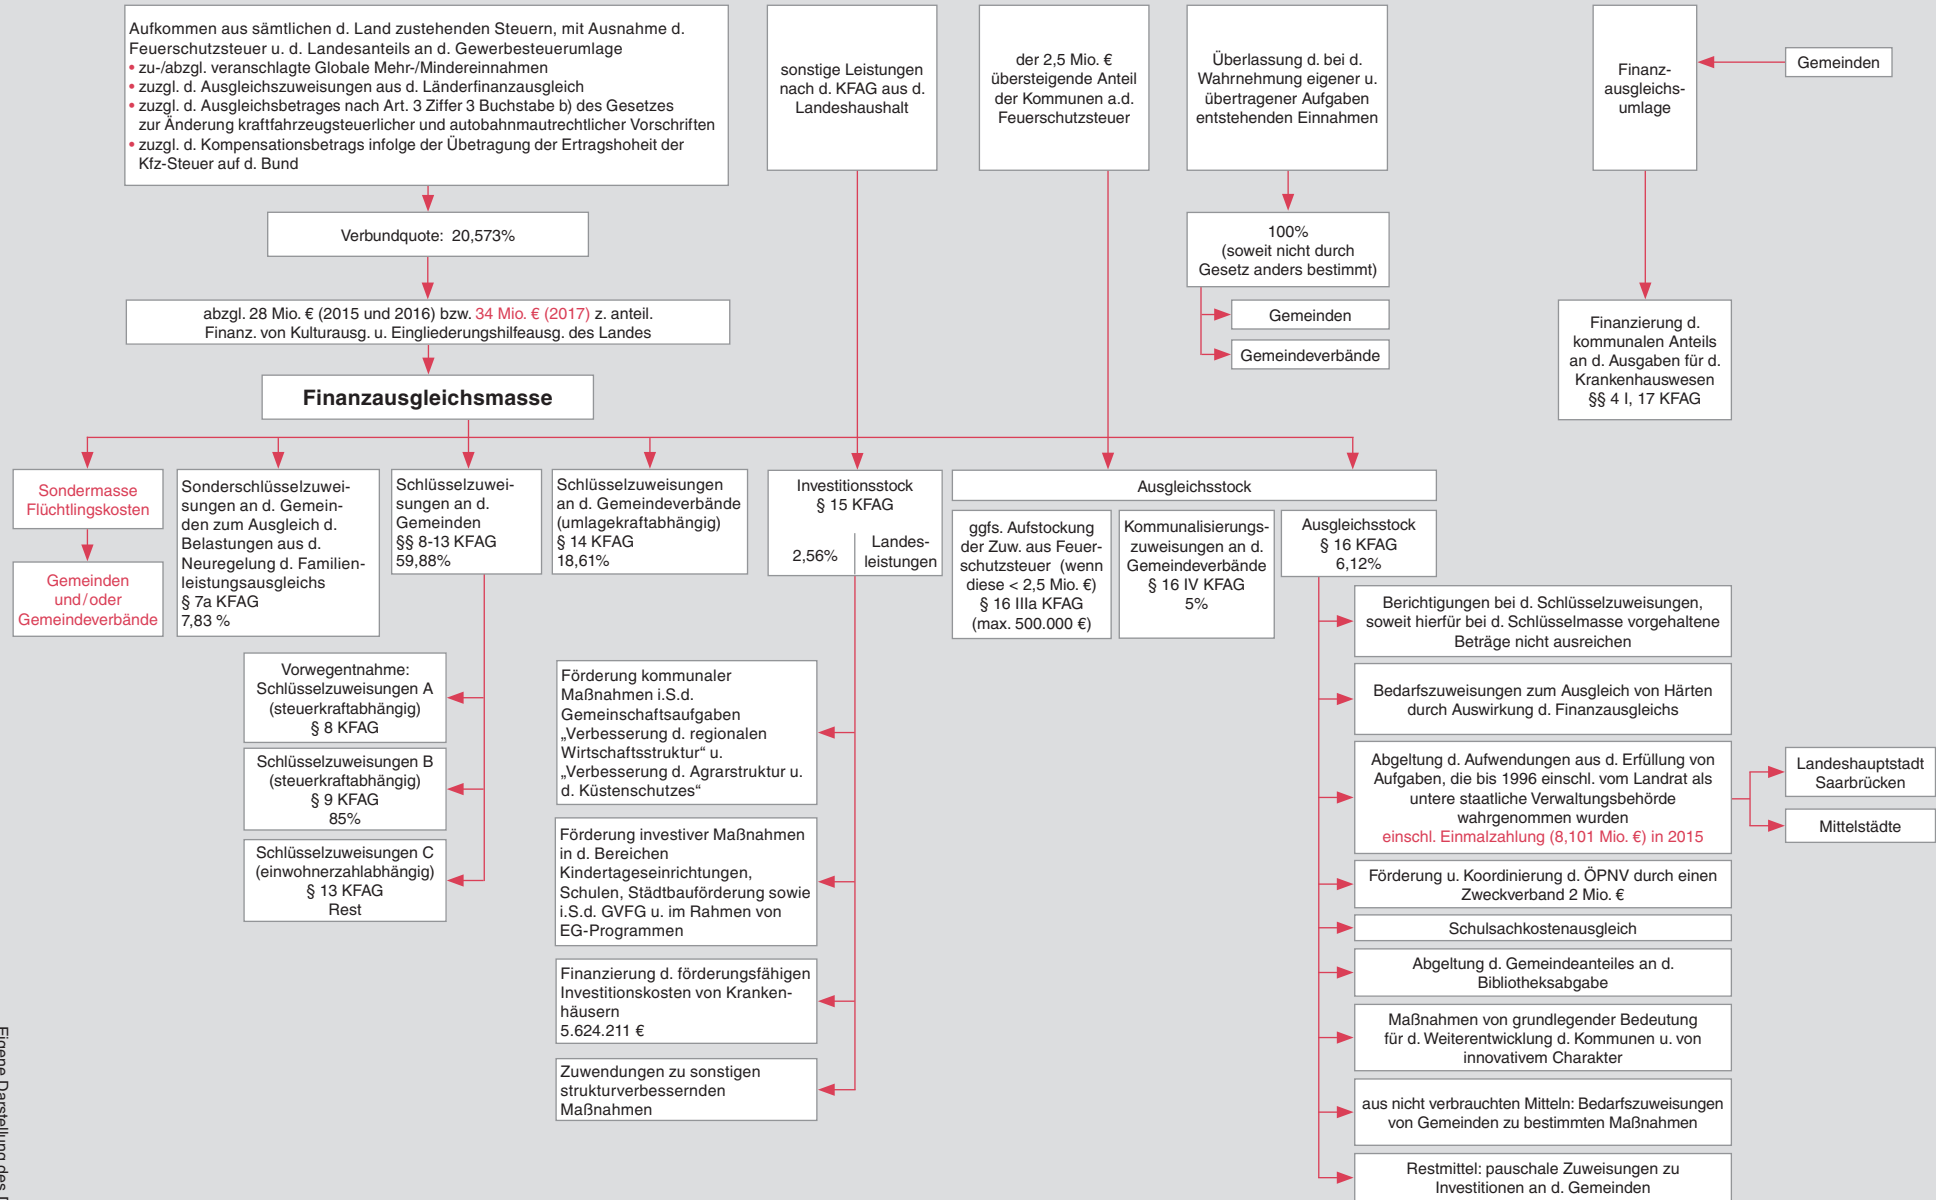 Aufkommen aus sämtlichen d. Land zustehenden Steuern, mit Ausnahme d.
Feuerschutzsteuer u. d. Landesanteils an d. Gewerbesteuerumlage
• zu-/abzgl. veranschlagte Globale Mehr-/Mindereinnahmen
• zuzgl. d. Ausgleichszuweisungen aus d. Länderfinanzausgleich
• zuzgl. d. Ausgleichsbetrages nach Art. 3 Ziffer 3 Buchstabe b) des Gesetzes
zur Änderung kraftfahrzeugsteuerlicher und autobahnmautrechtlicher Vorschriften
• zuzgl. d. Kompensationsbetrags infolge der Übetragung der Ertragshoheit der
Kfz-Steuer auf d. Bund
sonstige Leistungen
nach d. KFAG aus d.
Landeshaushalt
der 2,5 Mio. €
übersteigende Anteil
der Kommunen a.d.
Feuerschutzsteuer
Überlassung d. bei d.
Wahrnehmung eigener u.
übertragener Aufgaben
entstehenden Einnahmen
Finanz-
ausgleichs-
umlage
Gemeinden
Verbundquote: 20,573%
100%
(soweit nicht durch
Gesetz anders bestimmt)
Gemeinden
Gemeindeverbände
abzgl. 28 Mio. € (2015 und 2016) bzw. 34 Mio. € (2017) z. anteil.
Finanz. von Kulturausg. u. Eingliederungshilfeausg. des Landes
Finanzierung d.
kommunalen Anteils
an d. Ausgaben für d.
Krankenhauswesen
§§ 4 I, 17 KFAG
Finanzausgleichsmasse
Sondermasse
Flüchtlingskosten
Gemeinden
und/oder
Gemeindeverbände
Sonderschlüsselzuwei-
sungen an d. Gemein-
den zum Ausgleich d.
Belastungen aus d.
Neuregelung d. Familien-
leistungsausgleichs
§ 7a KFAG
7,83 %
Schlüsselzuwei-
sungen an d.
Gemeinden
§§ 8-13 KFAG
59,88%
Schlüsselzuweisungen
an d. Gemeindeverbände
(umlagekraftabhängig)
§ 14 KFAG
18,61%
Investitionsstock
§ 15 KFAG
2,56%
Landes-
leistungen
Ausgleichsstock
ggfs. Aufstockung
der Zuw. aus Feuer-
schutzsteuer (wenn
diese < 2,5 Mio. €)
§ 16 IIIa KFAG
(max. 500.000 €)
Kommunalisierungs-
zuweisungen an d.
Gemeindeverbände
§ 16 IV KFAG
5%
Ausgleichsstock
§ 16 KFAG
6,12%
Vorwegentnahme:
Schlüsselzuweisungen A
(steuerkraftabhängig)
§ 8 KFAG
Schlüsselzuweisungen B
(steuerkraftabhängig)
§ 9 KFAG
85%
Schlüsselzuweisungen C
(einwohnerzahlabhängig)
§ 13 KFAG
Rest
Förderung kommunaler
Maßnahmen i.S.d.
Gemeinschaftsaufgaben
„Verbesserung d. regionalen
Wirtschaftsstruktur“ u.
„Verbesserung d. Agrarstruktur u.
d. Küstenschutzes“
Förderung investiver Maßnahmen
in d. Bereichen
Kindertageseinrichtungen,
Schulen, Städtbauförderung sowie
i.S.d. GVFG u. im Rahmen von
EG-Programmen
Finanzierung d. förderungsfähigen
Investitionskosten von Kranken-
häusern
5.624.211 €
Zuwendungen zu sonstigen
strukturverbessernden
Maßnahmen
Berichtigungen bei d. Schlüsselzuweisungen,
soweit hierfür bei d. Schlüsselmasse vorgehaltene
Beträge nicht ausreichen
Bedarfszuweisungen zum Ausgleich von Härten
durch Auswirkung d. Finanzausgleichs
Abgeltung d. Aufwendungen aus d. Erfüllung von
Aufgaben, die bis 1996 einschl. vom Landrat als
untere staatliche Verwaltungsbehörde
wahrgenommen wurden
einschl. Einmalzahlung (8,101 Mio. €) in 2015
Landeshauptstadt
Saarbrücken
Mittelstädte
Förderung u. Koordinierung d. ÖPNV durch einen
Zweckverband 2 Mio. €
Schulsachkostenausgleich
Abgeltung d. Gemeindeanteiles an d.
Bibliotheksabgabe
Maßnahmen von grundlegender Bedeutung
für d. Weiterentwicklung d. Kommunen u. von
innovativem Charakter
aus nicht verbrauchten Mitteln: Bedarfszuweisungen
von Gemeinden zu bestimmten Maßnahmen
Restmittel: pauschale Zuweisungen zu
Investitionen an d. Gemeinden
Eigene Darstellung des